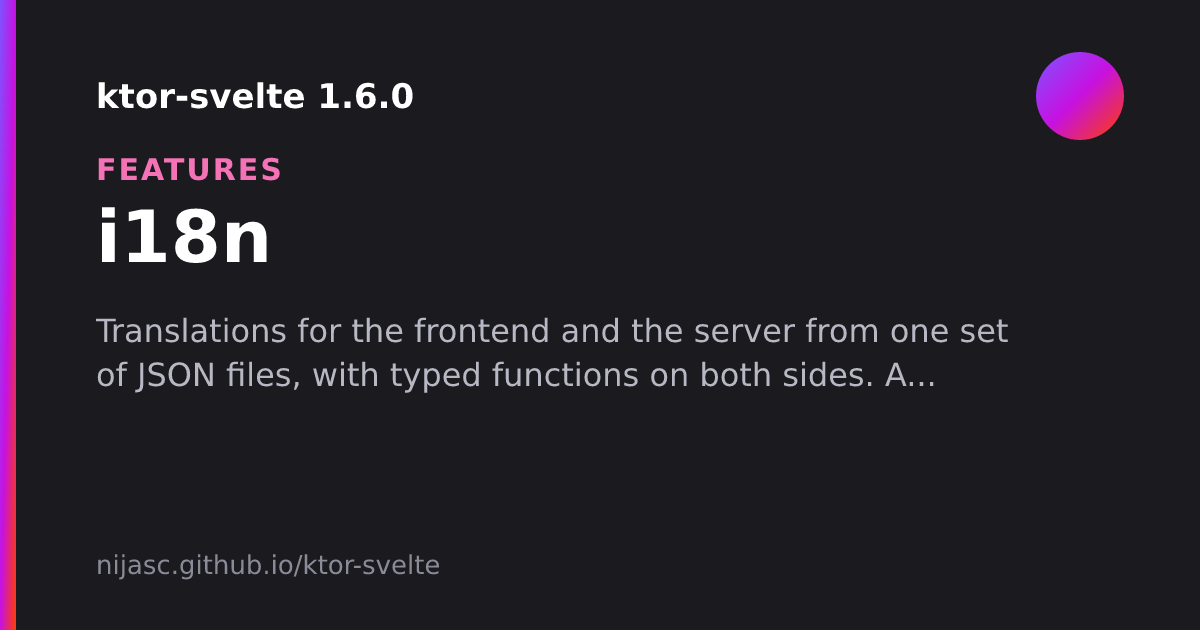 ktor-svelte 1.6.0
FEATURES
i18n
Translations for the frontend and the server from one set
of JSON files, with typed functions on both sides. A...
nijasc.github.io/ktor-svelte